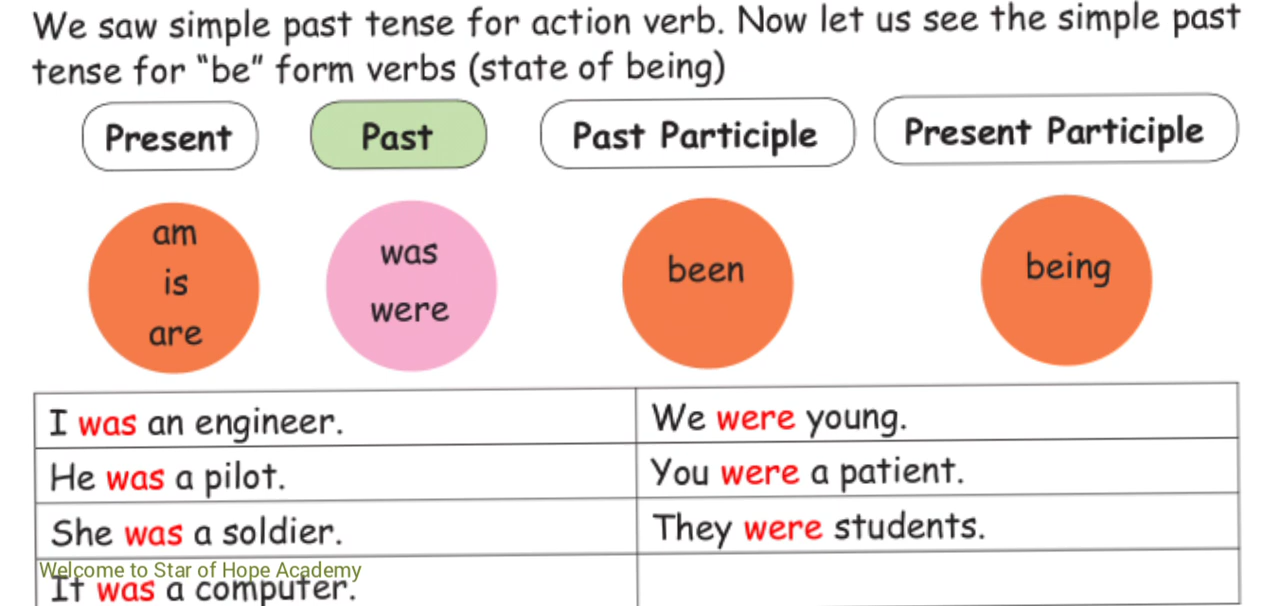 We saw simple past tense for action verb. Now let us see the simple past
tense for “be” form verbs (state of being)
Present
Past
Past Participle
Present Participle
am
is
are
was
were
been
being
I was an engineer.
We were young.
He was a pilot.
You were a patient.
She was a soldier.
They were students.
Welcome to Star of Hope Academy
It was a computer.